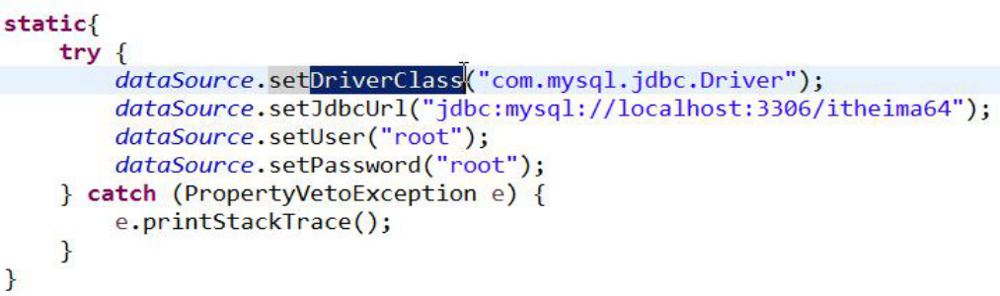 static{
    try {
        dataSource.setDriverClass("com.mysql.jdbc.Driver");
        dataSource.setJdbcUrl("jdbc:mysql://localhost:3306/itheima64");
        dataSource.setUser("root");
        dataSource.setPassword("root");
    } catch (PropertyVetoException e) {
        e.printStackTrace();
    }
}